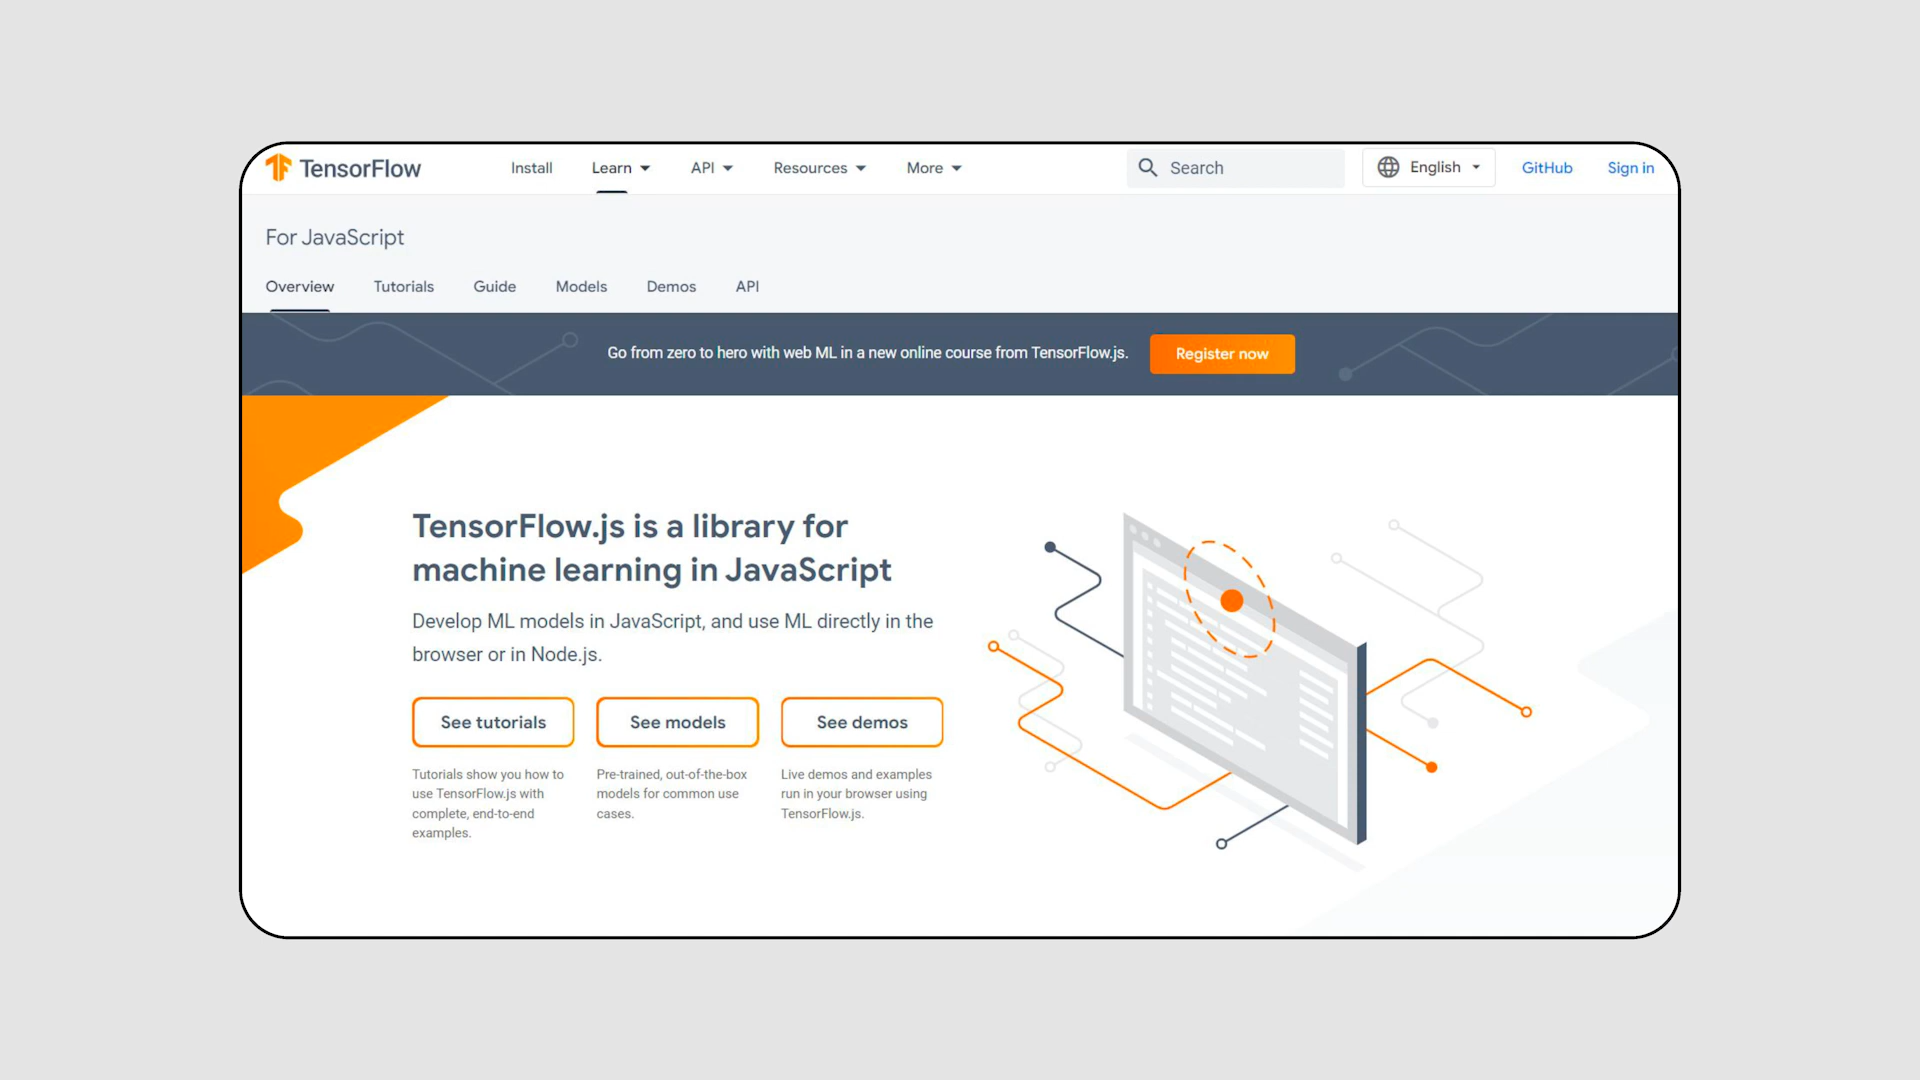 TensorFlow
Install
Learn
API
Resources
More
Search
English
GitHub
Sign in
For JavaScript
Overview
Tutorials
Guide
Models
Demos
API
Go from zero to hero with web ML in a new online course from TensorFlow.js.
Register now
TensorFlow.js is a library for
machine learning in JavaScript
Develop ML models in JavaScript, and use ML directly in the
browser or in Node.js.
See tutorials
Tutorials show you how to
use TensorFlow.js with
complete, end-to-end
examples.
See models
Pre-trained, out-of-the-box
models for common use
cases.
See demos
Live demos and examples
run in your browser using
TensorFlow.js.